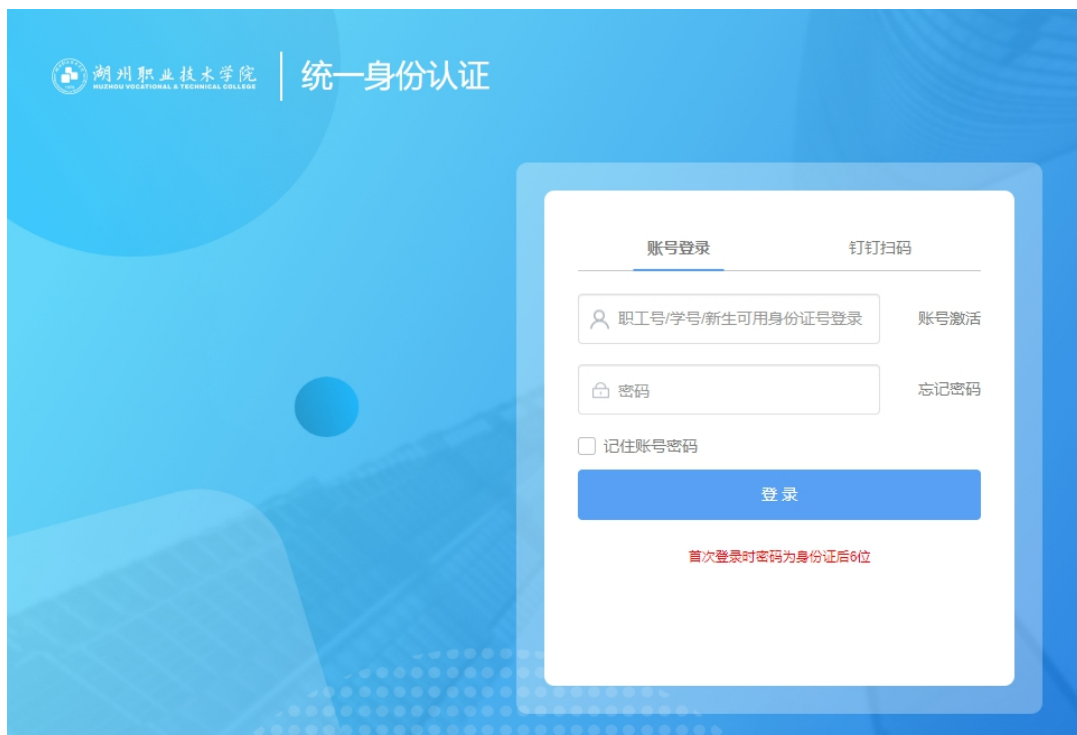 湖州职业技术学院
HUZHOU VOCATIONAL & TECHNICAL COLLEGE
统一身份认证
账号登录
钉钉扫码
职工号/学号/新生可用身份证号登录
账号激活
密码
忘记密码
记住账号密码
登 录
首次登录时密码为身份证后6位